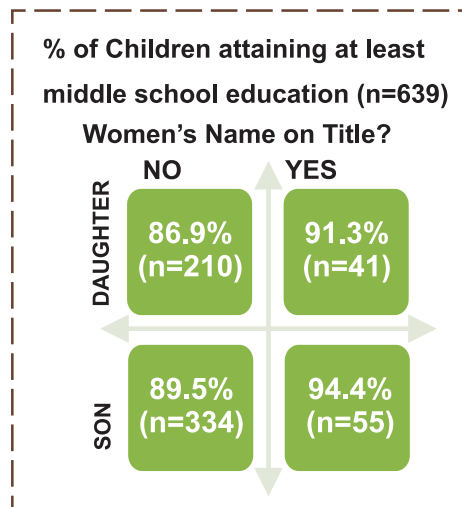 % of Children attaining at least
middle school education (n=639)
Women's Name on Title?
NO YES
DAUGHTER
86.9%
(n=210)
91.3%
(n=41)
SON
89.5%
(n=334)
94.4%
(n=55)